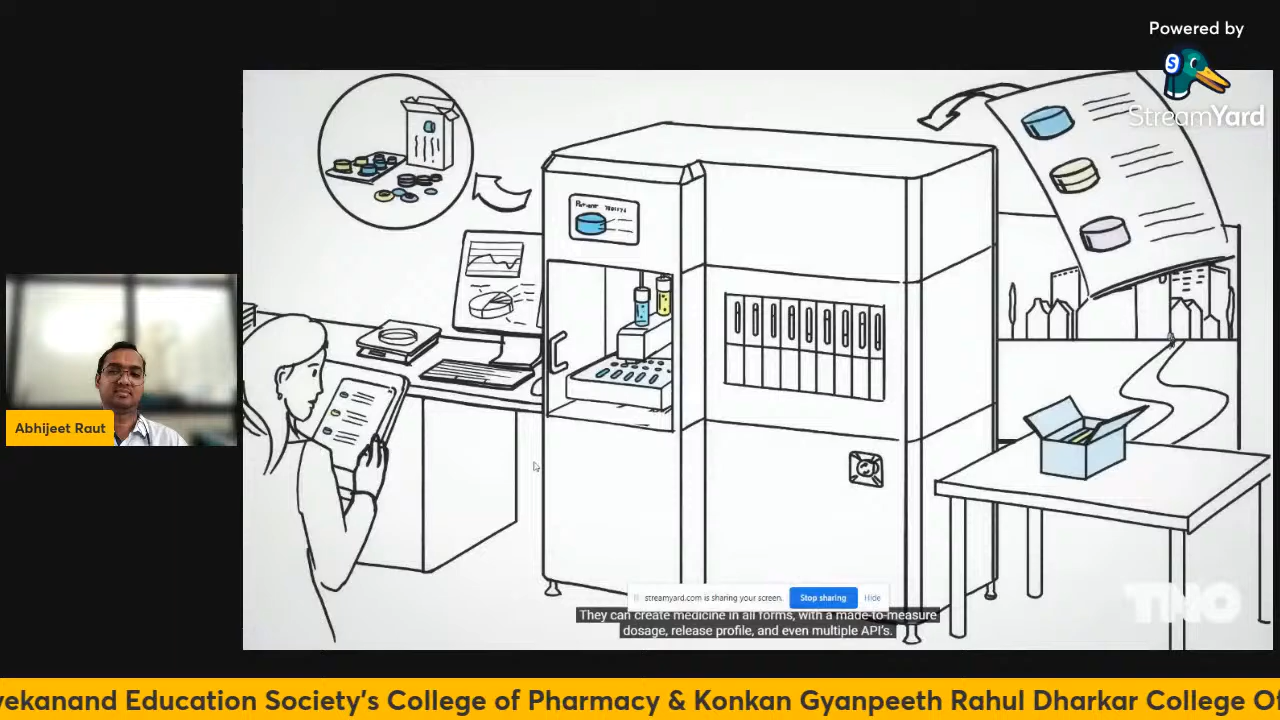 Powered by
StreamYard
Patient
Abhijeet Raut
streamyard.com is sharing your screen.
Stop sharing
Hide
They can create medicine in all forms, with a made-to-measure
dosage, release profile, and even multiple API's.
TNO
vekanand Education Society's College of Pharmacy & Konkan Gyanpeeth Rahul Dharkar College Of